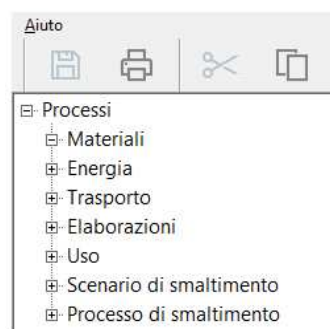 Aiuto
Processi
Materiali
Energia
Trasporto
Elaborazioni
Uso
Scenario di smaltimento
Processo di smaltimento